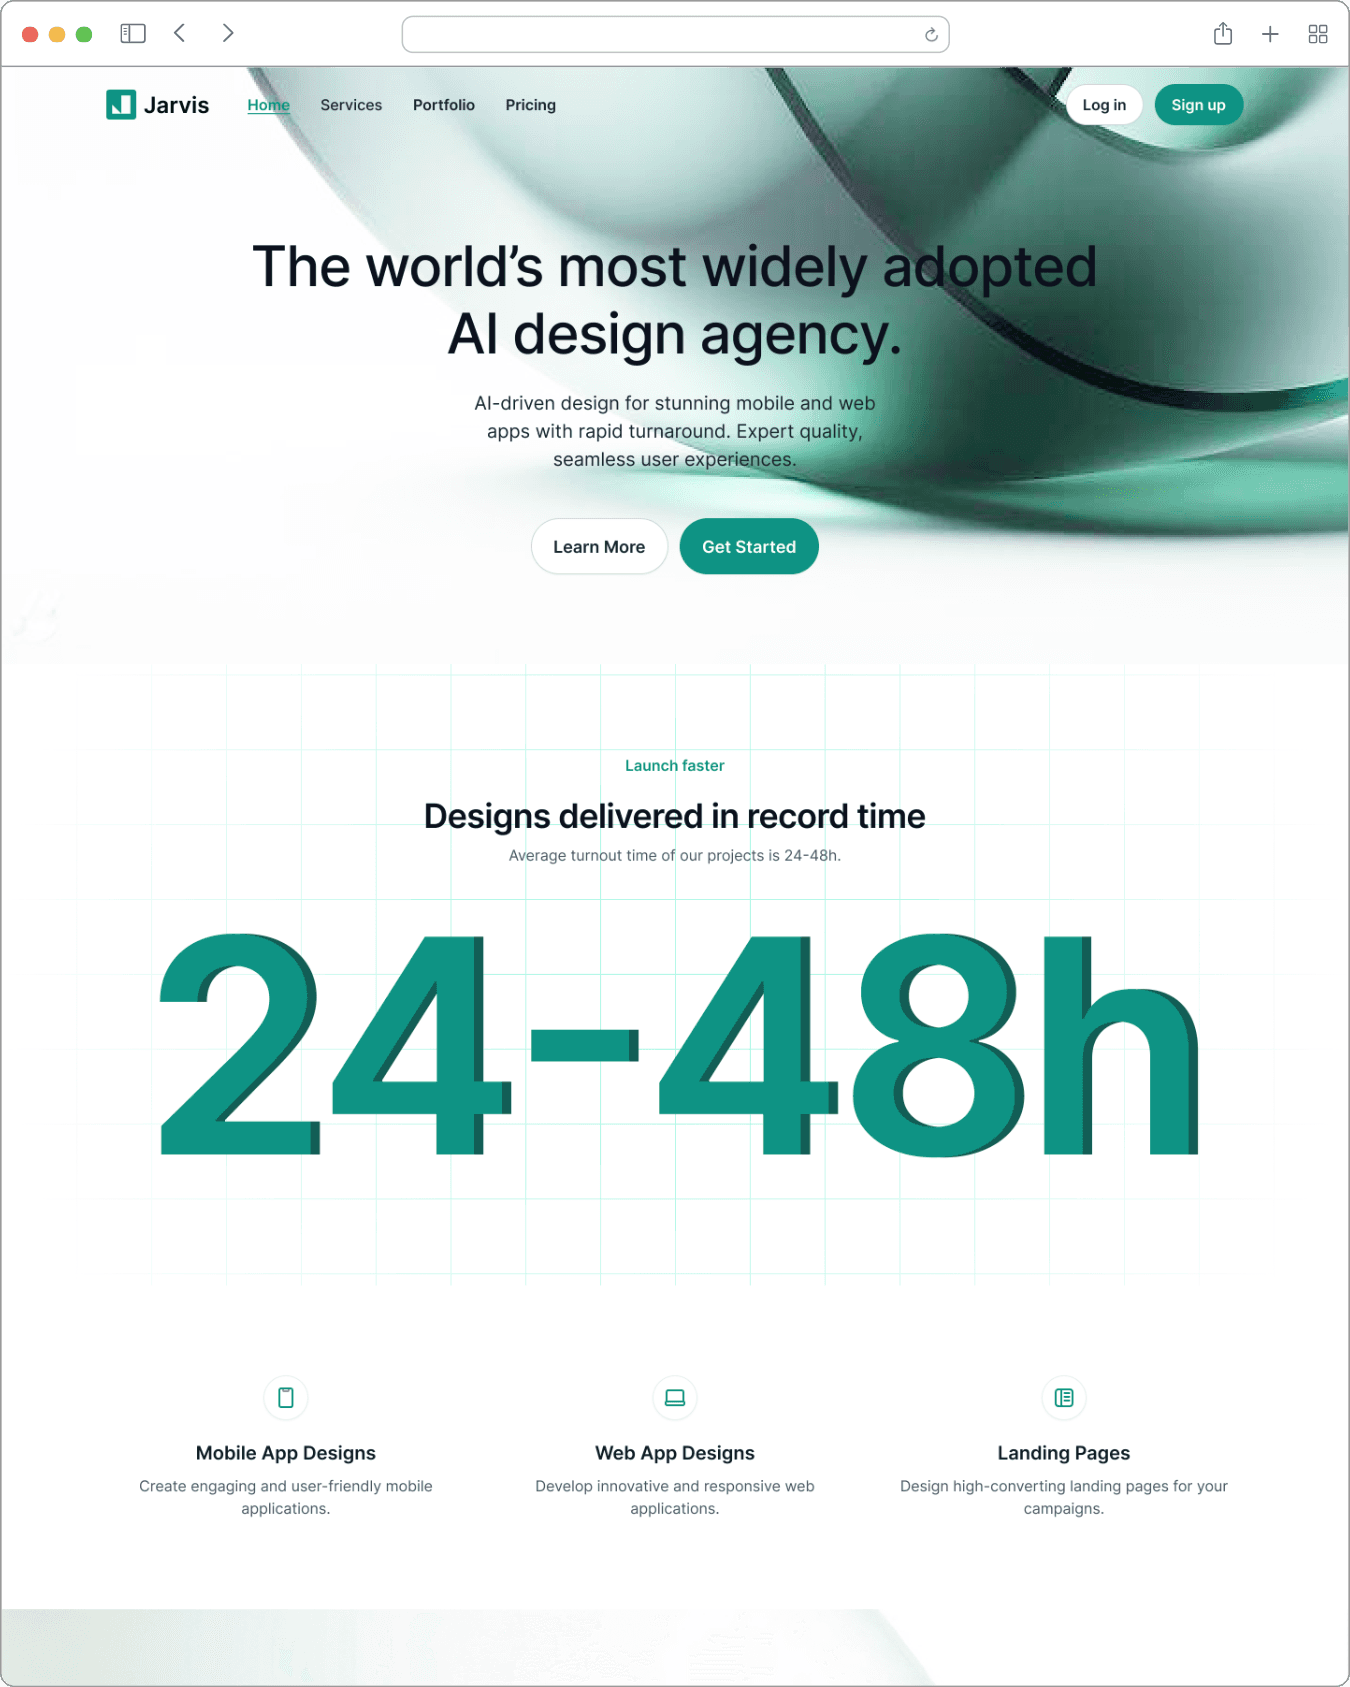 Jarvis
Home Services Portfolio Pricing
Log in Sign up
The world’s most widely adopted
AI design agency.
AI-driven design for stunning mobile and web
apps with rapid turnaround. Expert quality,
seamless user experiences.
Learn More Get Started
Launch faster
Designs delivered in record time
Average turnout time of our projects is 24-48h.
24-48h
Mobile App Designs
Create engaging and user-friendly mobile
applications.
Web App Designs
Develop innovative and responsive web
applications.
Landing Pages
Design high-converting landing pages for your
campaigns.